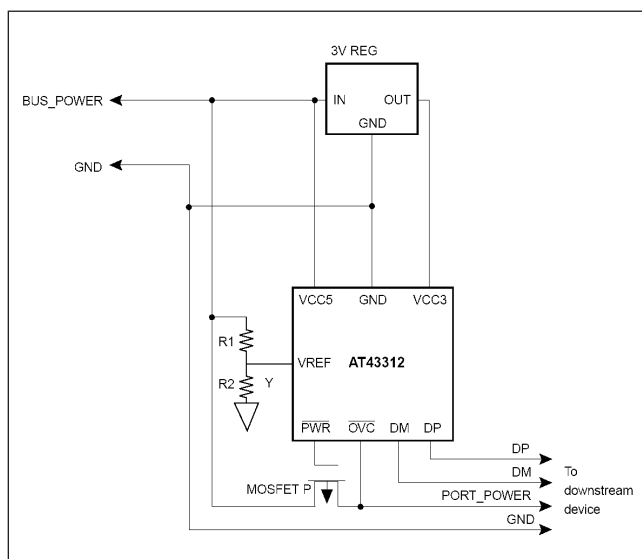 3V REG
BUS_POWER
IN OUT
GND
GND
VCC5 GND VCC3
R1
VREF AT43312
R2 Y
PWR OVC DM DP
DP
MOSFET P
DM
To
downstream
device
PORT_POWER
GND